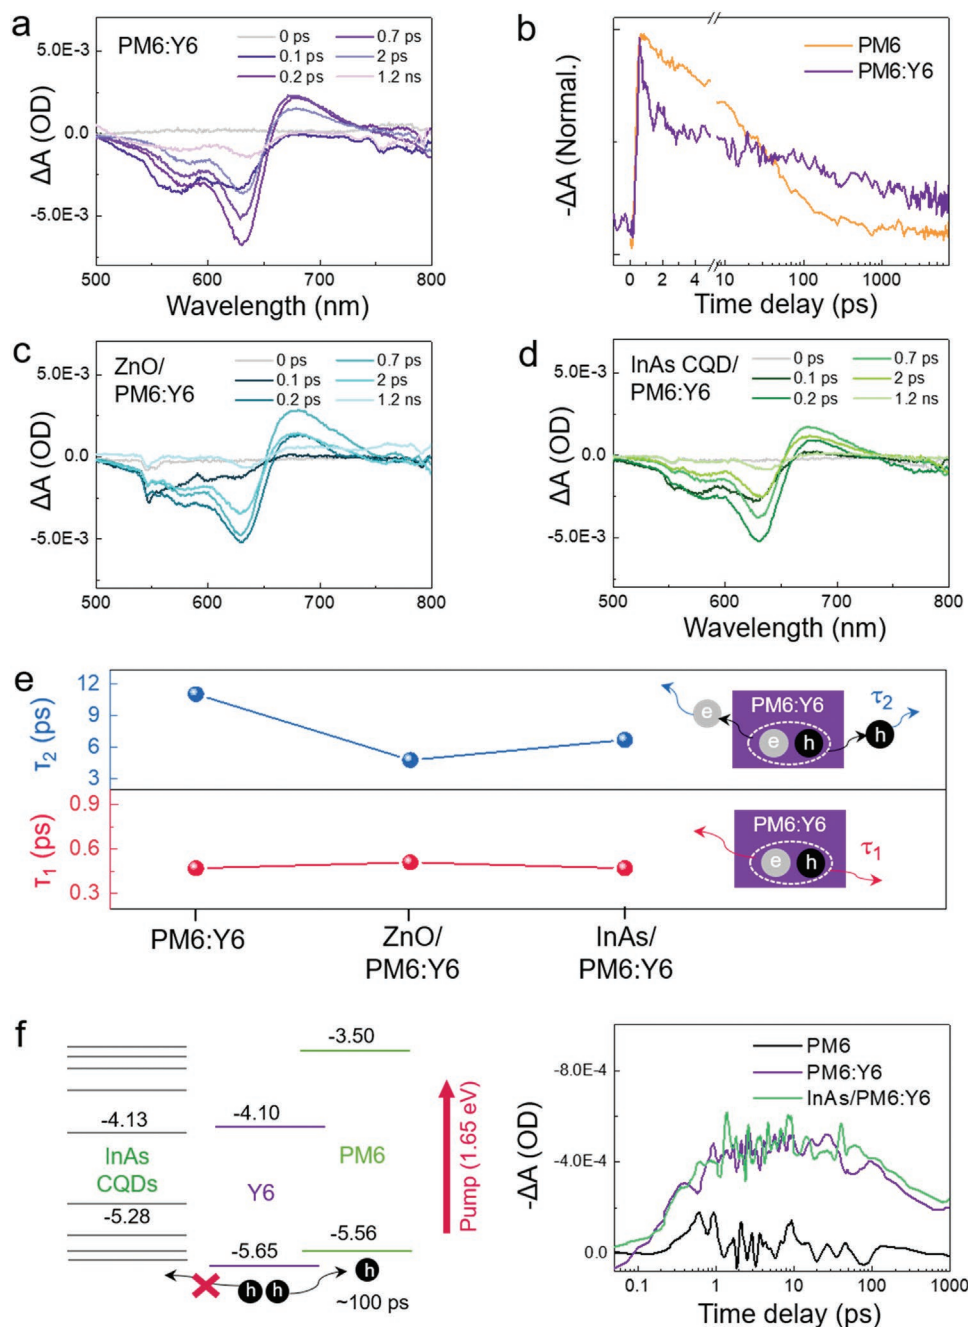 a
PM6:Y6
0 ps
0.7 ps
0.1 ps
2 ps
0.2 ps
1.2 ns
5.0E-3
0.0
-5.0E-3
ΔA (OD)
500
600
700
800
Wavelength (nm)
b
PM6
PM6:Y6
-ΔA (Normal.)
0
2
4
10
100
1000
Time delay (ps)
c
ZnO/
PM6:Y6
0 ps
0.7 ps
0.1 ps
2 ps
0.2 ps
1.2 ns
5.0E-3
0.0
-5.0E-3
ΔA (OD)
500
600
700
800
d
InAs CQD/
PM6:Y6
0 ps
0.7 ps
0.1 ps
2 ps
0.2 ps
1.2 ns
5.0E-3
0.0
-5.0E-3
ΔA (OD)
500
600
700
800
Wavelength (nm)
e
12
9
6
3
τ2 (ps)
PM6:Y6
τ2
e
e
h
h
0.9
0.6
0.3
τ1 (ps)
PM6:Y6
τ1
e
h
PM6:Y6
ZnO/
PM6:Y6
InAs/
PM6:Y6
f
-3.50
-4.13
-4.10
InAs
CQDs
PM6
Y6
-5.28
-5.65
-5.56
h
h
h
~100 ps
Pump (1.65 eV)
PM6
PM6:Y6
InAs/PM6:Y6
-8.0E-4
-4.0E-4
0.0
-ΔA (OD)
0.1
1
10
100
1000
Time delay (ps)